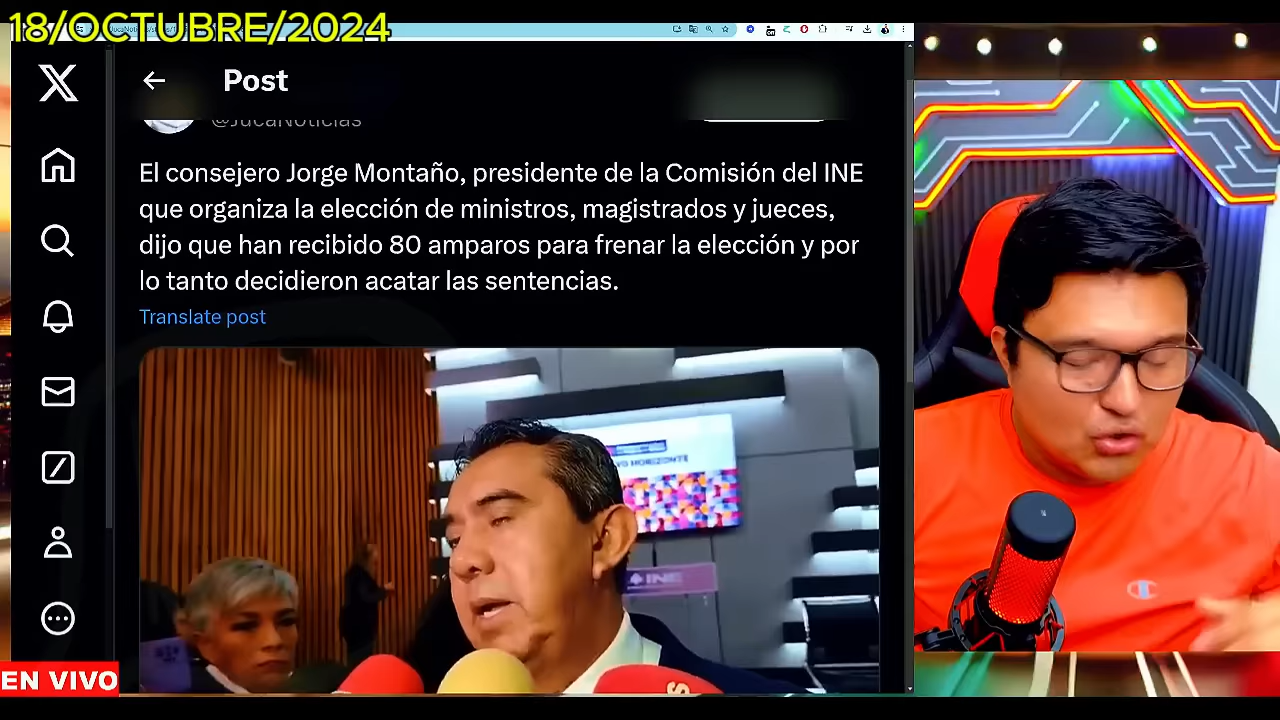 18/OCTUBRE/2024
Post
@JucaNoticias
El consejero Jorge Montaño, presidente de la Comisión del INE
que organiza la elección de ministros, magistrados y jueces,
dijo que han recibido 80 amparos para frenar la elección y por
lo tanto decidieron acatar las sentencias.
Translate post
INE
EN VIVO